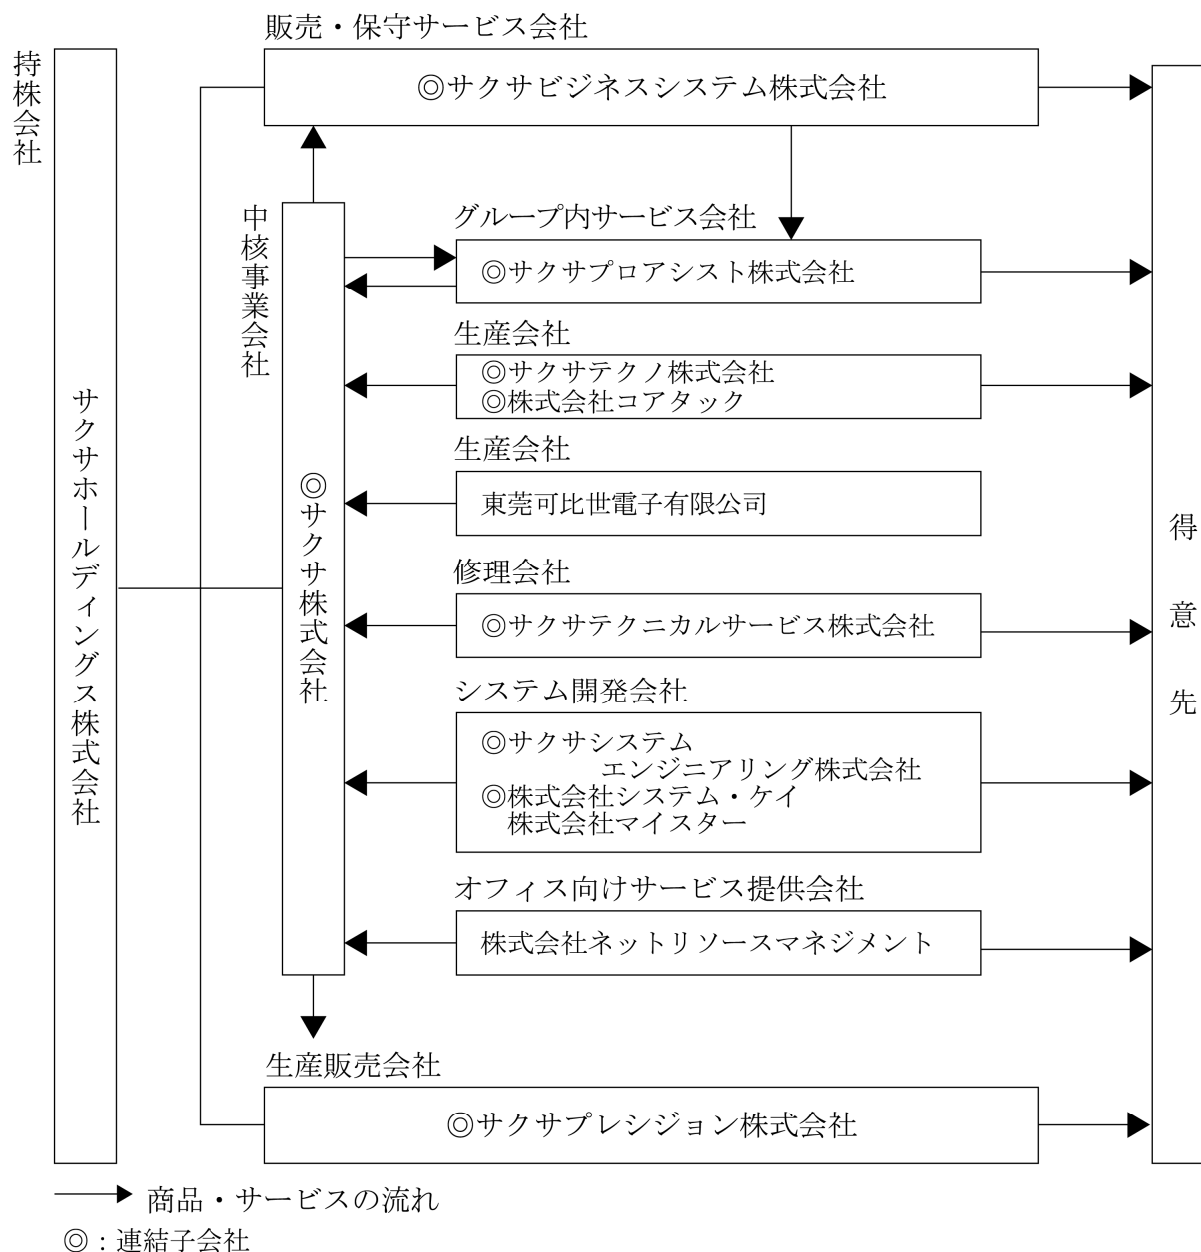 持株会社
サクサホールディングス株式会社
販売・保守サービス会社
◎サクサビジネスシステム株式会社
中核事業会社
◎サクサ株式会社
グループ内サービス会社
◎サクサプロアシスト株式会社
生産会社
◎サクサテクノ株式会社
◎株式会社コアタック
生産会社
東莞可比世電子有限公司
修理会社
◎サクサテクニカルサービス株式会社
システム開発会社
◎サクサシステム
エンジニアリング株式会社
◎株式会社システム・ケイ
株式会社マイスター
オフィス向けサービス提供会社
株式会社ネットリソースマネジメント
生産販売会社
◎サクサプレシジョン株式会社
得意先
商品・サービスの流れ
◎：連結子会社